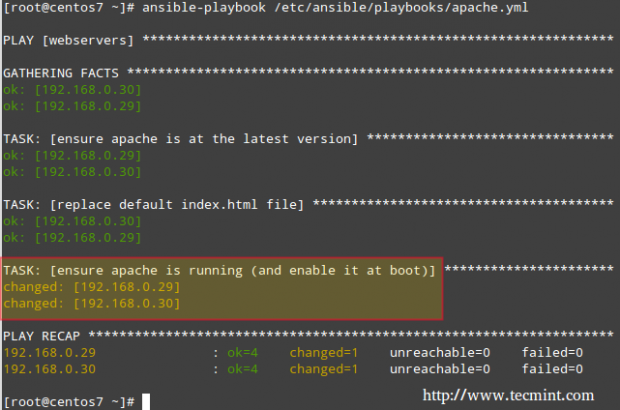 [root@centos7 ~]# ansible-playbook /etc/ansible/playbooks/apache.yml
PLAY [webservers] *************************************************************
GATHERING FACTS ***************************************************************
ok: [192.168.0.30]
ok: [192.168.0.29]
TASK: [ensure apache is at the latest version] ********************************
ok: [192.168.0.29]
ok: [192.168.0.30]
TASK: [replace default index.html file] ***************************************
ok: [192.168.0.30]
ok: [192.168.0.29]
TASK: [ensure apache is running (and enable it at boot)] **********************
changed: [192.168.0.29]
changed: [192.168.0.30]
PLAY RECAP ********************************************************************
192.168.0.29 : ok=4 changed=1 unreachable=0 failed=0
192.168.0.30 : ok=4 changed=1 unreachable=0 failed=0
http://www.tecmint.com
[root@centos7 ~]#